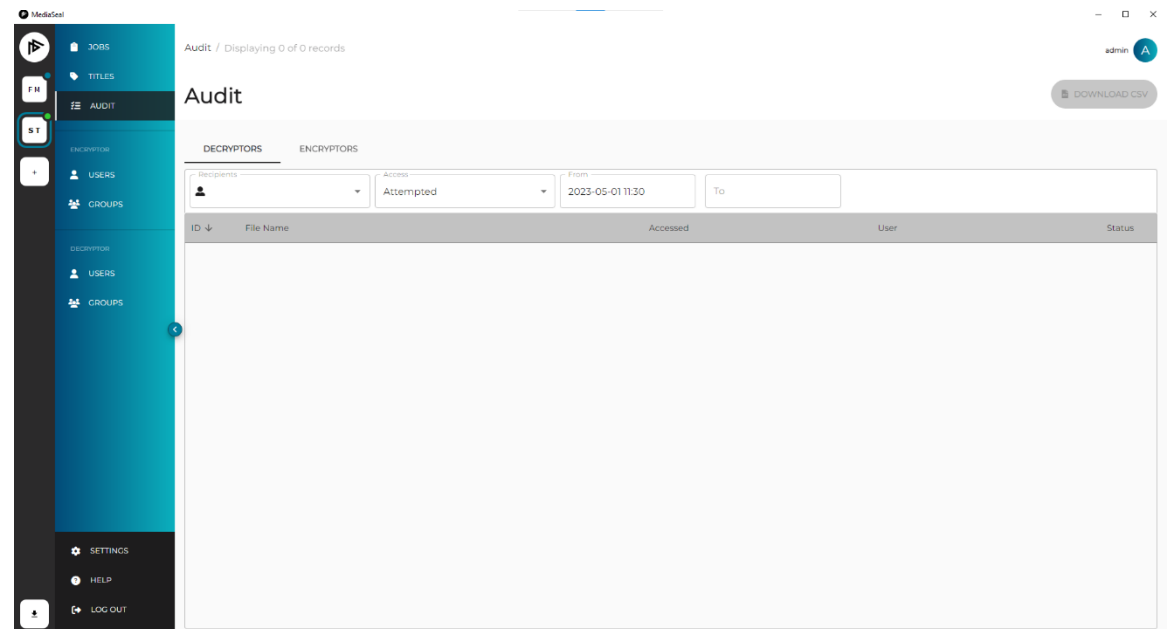 MediaSeal
JOBS
TITLES
AUDIT
ENCRYPTOR
USERS
GROUPS
DECRYPTOR
USERS
GROUPS
SETTINGS
HELP
LOG OUT
F H
S T
+
Audit / Displaying 0 of 0 records
admin A
Audit
DOWNLOAD CSV
DECRYPTORS ENCRYPTORS
Recipients Access From
Attempted 2023-05-01 11:30 To
ID File Name Accessed User Status